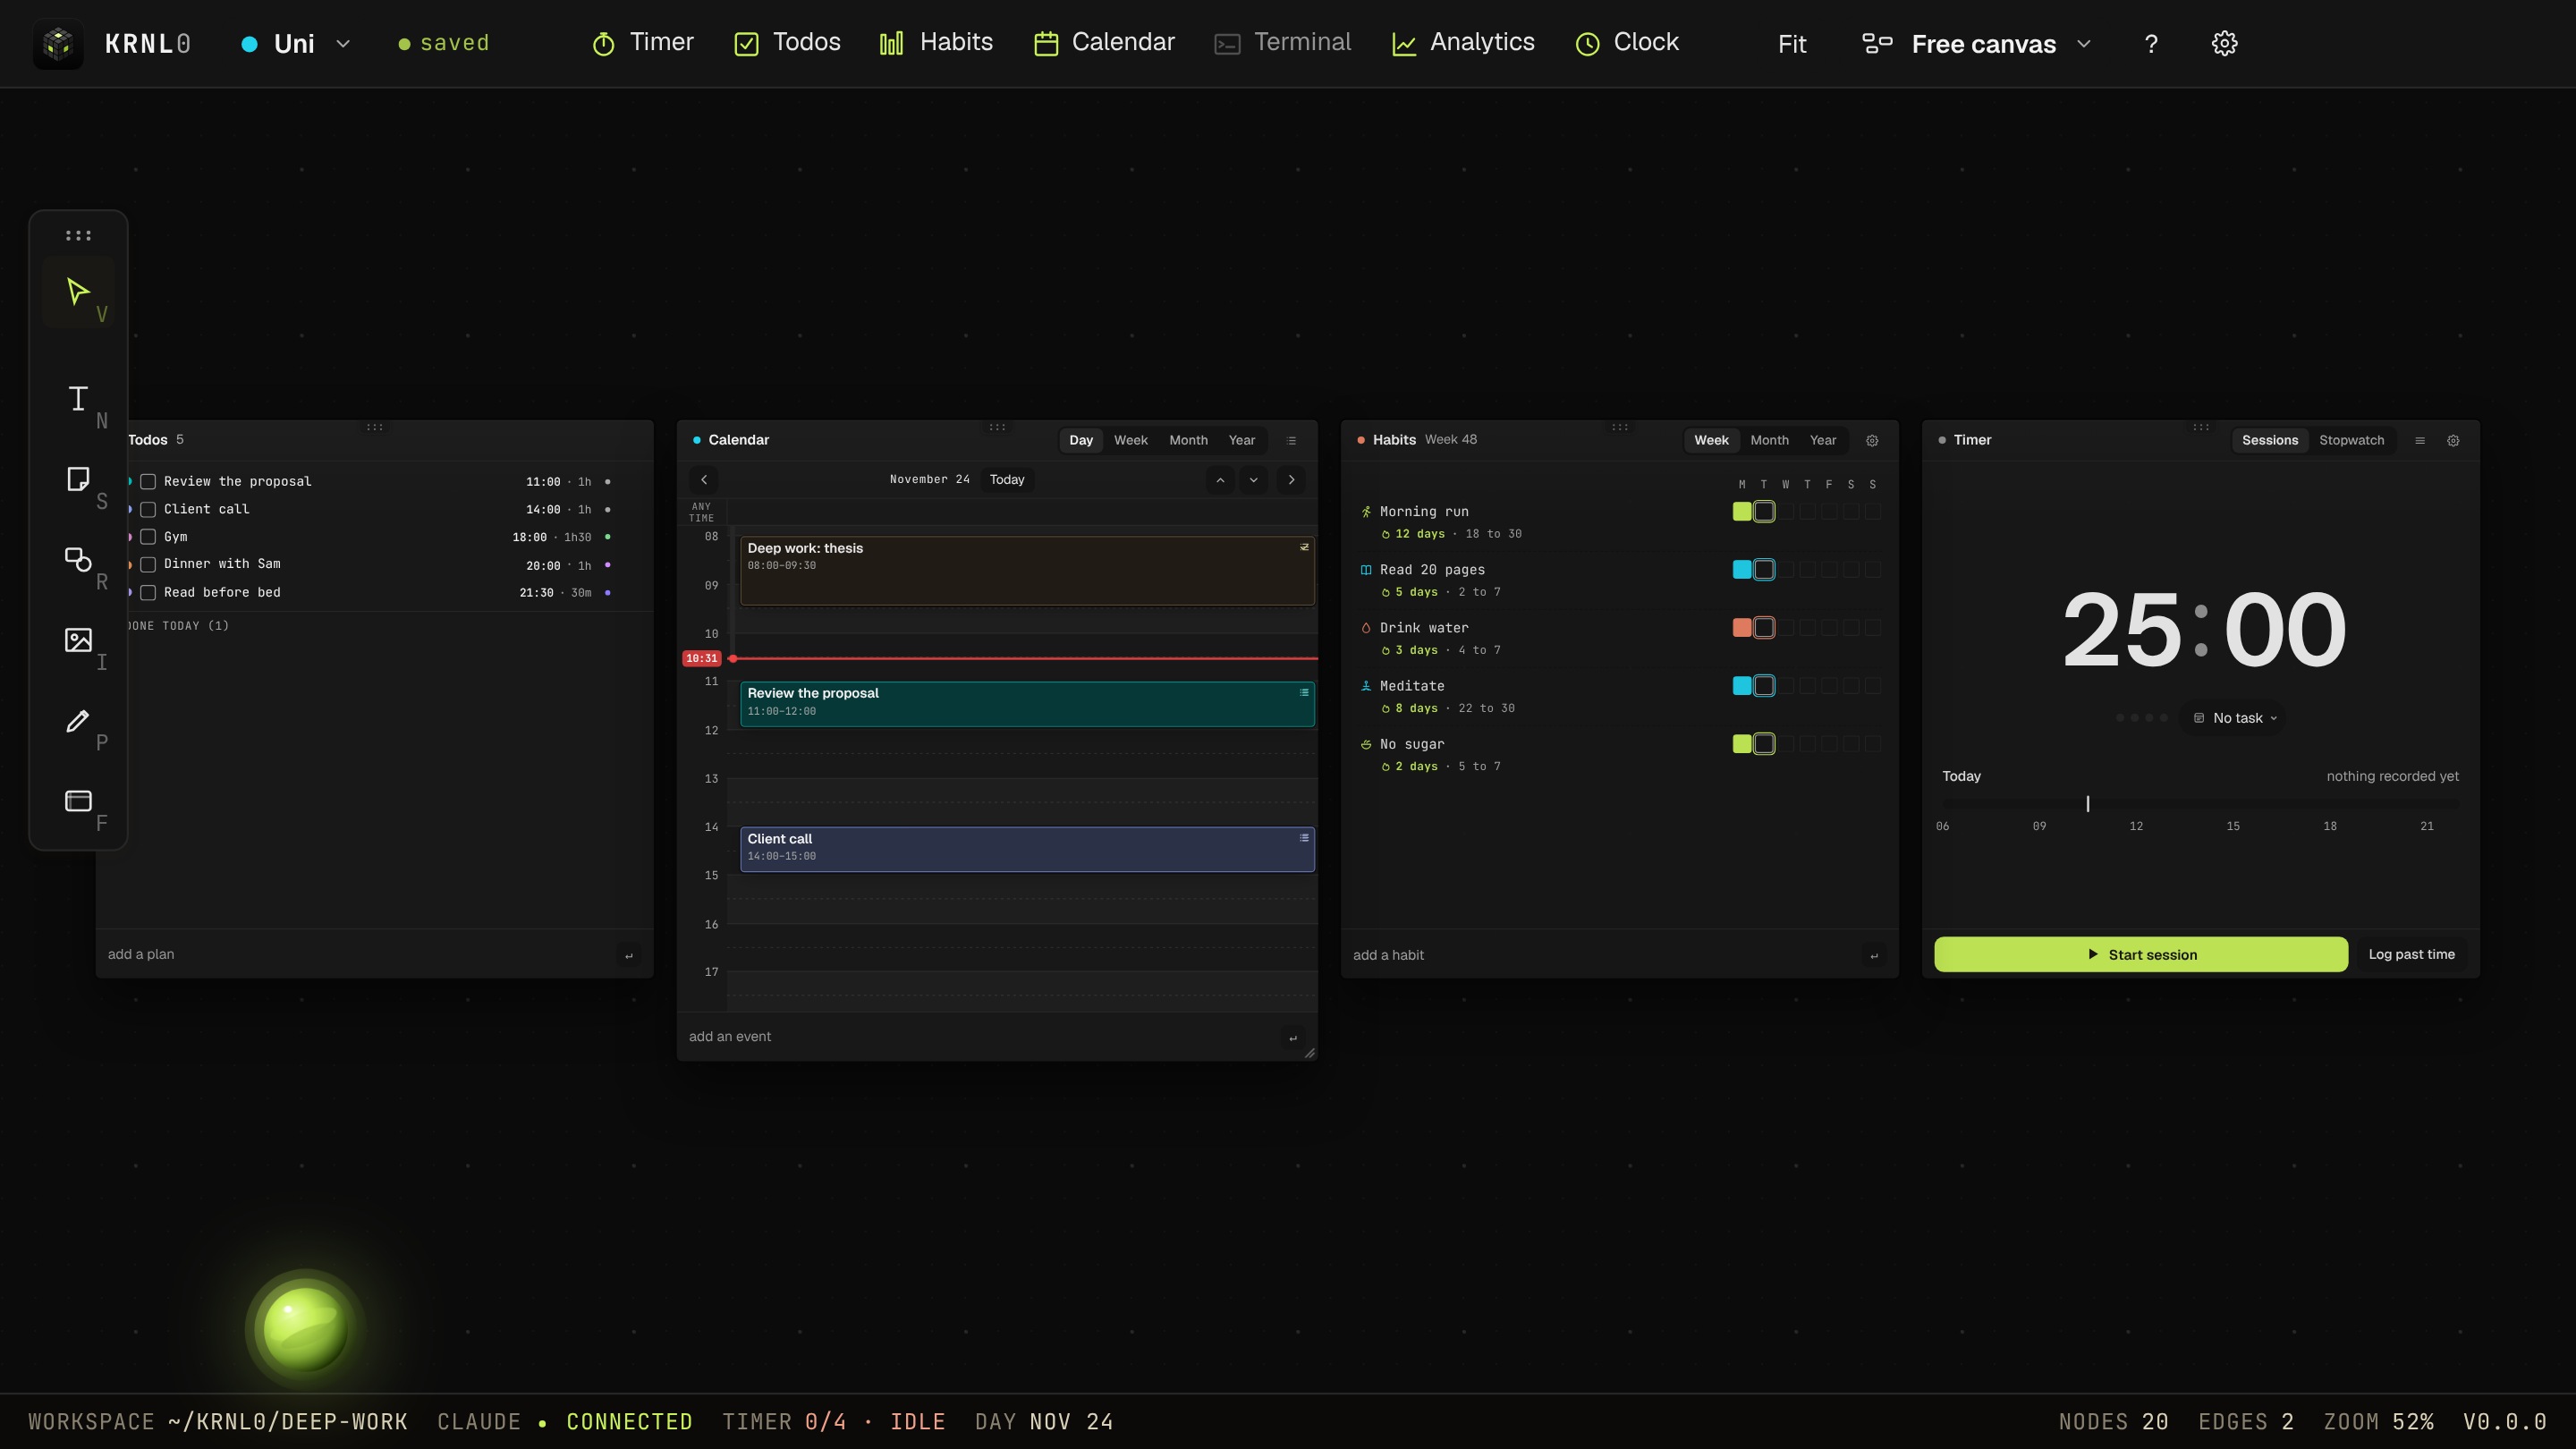 KRNL0 Uni saved Timer Todos Habits Calendar Terminal Analytics Clock Fit Free canvas ?
V
N
S
R
I
P
F
Todos 5
Review the proposal 11:00 · 1h
Client call 14:00 · 1h
Gym 18:00 · 1h30
Dinner with Sam 20:00 · 1h
Read before bed 21:30 · 30m
DONE TODAY (1)
add a plan
Calendar Day Week Month Year
November 24 Today
ANY
TIME
08
Deep work: thesis
08:00–09:30
09
10
10:31
11
Review the proposal
11:00–12:00
12
13
14
Client call
14:00–15:00
15
16
17
add an event
Habits Week 48 Week Month Year
M T W T F S S
Morning run
12 days · 18 to 30
Read 20 pages
5 days · 2 to 7
Drink water
3 days · 4 to 7
Meditate
8 days · 22 to 30
No sugar
2 days · 5 to 7
add a habit
Timer Sessions Stopwatch
25:00
No task
Today nothing recorded yet
06 09 12 15 18 21
Start session Log past time
WORKSPACE ~/KRNL0/DEEP-WORK CLAUDE • CONNECTED TIMER 0/4 · IDLE DAY NOV 24 NODES 20 EDGES 2 ZOOM 52% V0.0.0